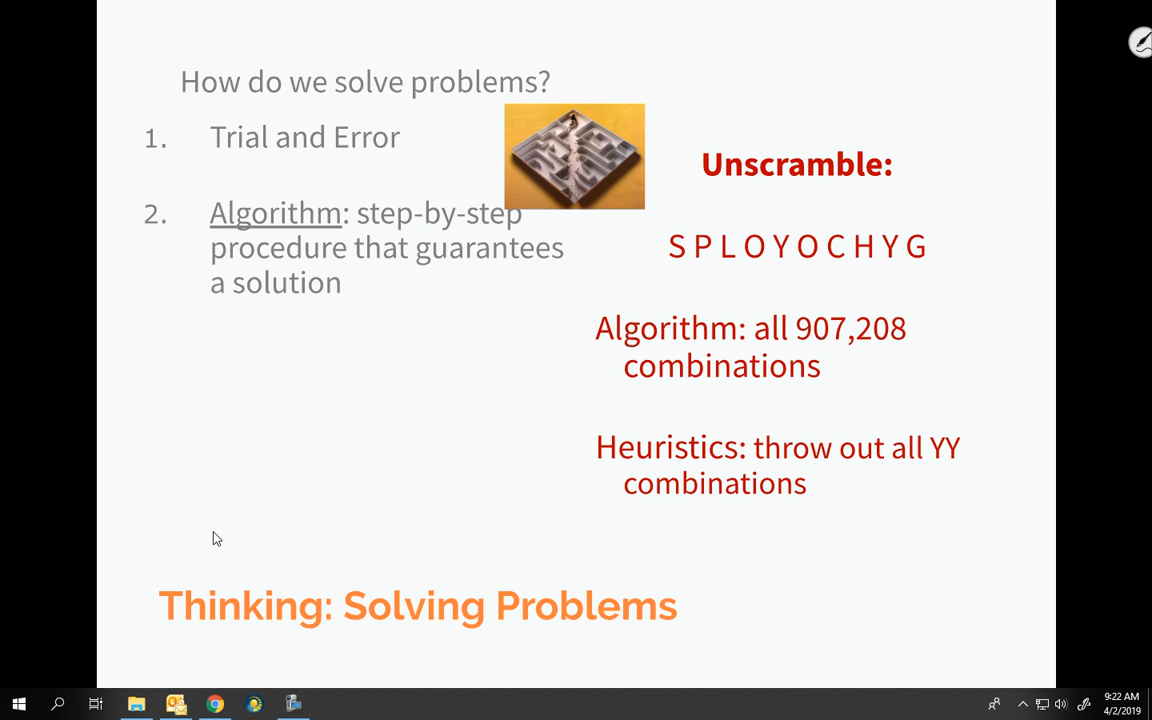 How do we solve problems?
1. Trial and Error
2. Algorithm: step-by-step
procedure that guarantees
a solution
Unscramble:
S P L O Y O C H Y G
Algorithm: all 907,208
combinations
Heuristics: throw out all YY
combinations
Thinking: Solving Problems
9:22 AM
4/2/2019